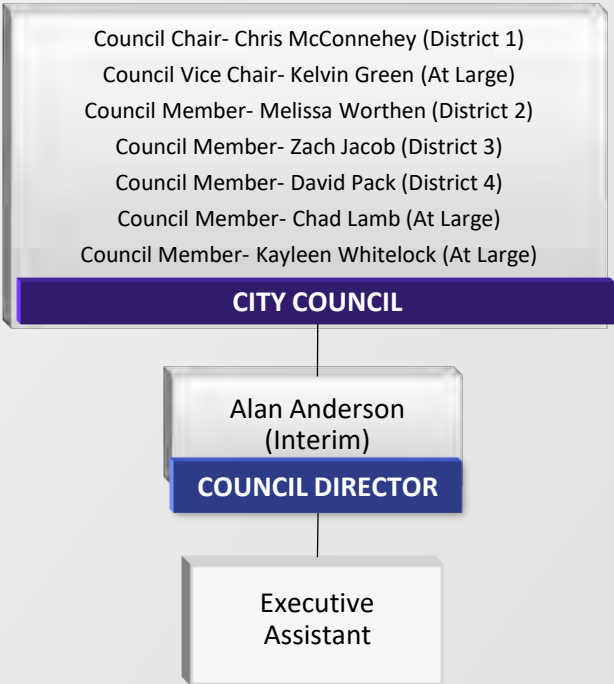 Council Chair- Chris McConnehey (District 1)
Council Vice Chair- Kelvin Green (At Large)
Council Member- Melissa Worthen (District 2)
Council Member- Zach Jacob (District 3)
Council Member- David Pack (District 4)
Council Member- Chad Lamb (At Large)
Council Member- Kayleen Whitelock (At Large)
CITY COUNCIL
Alan Anderson
(Interim)
COUNCIL DIRECTOR
Executive
Assistant